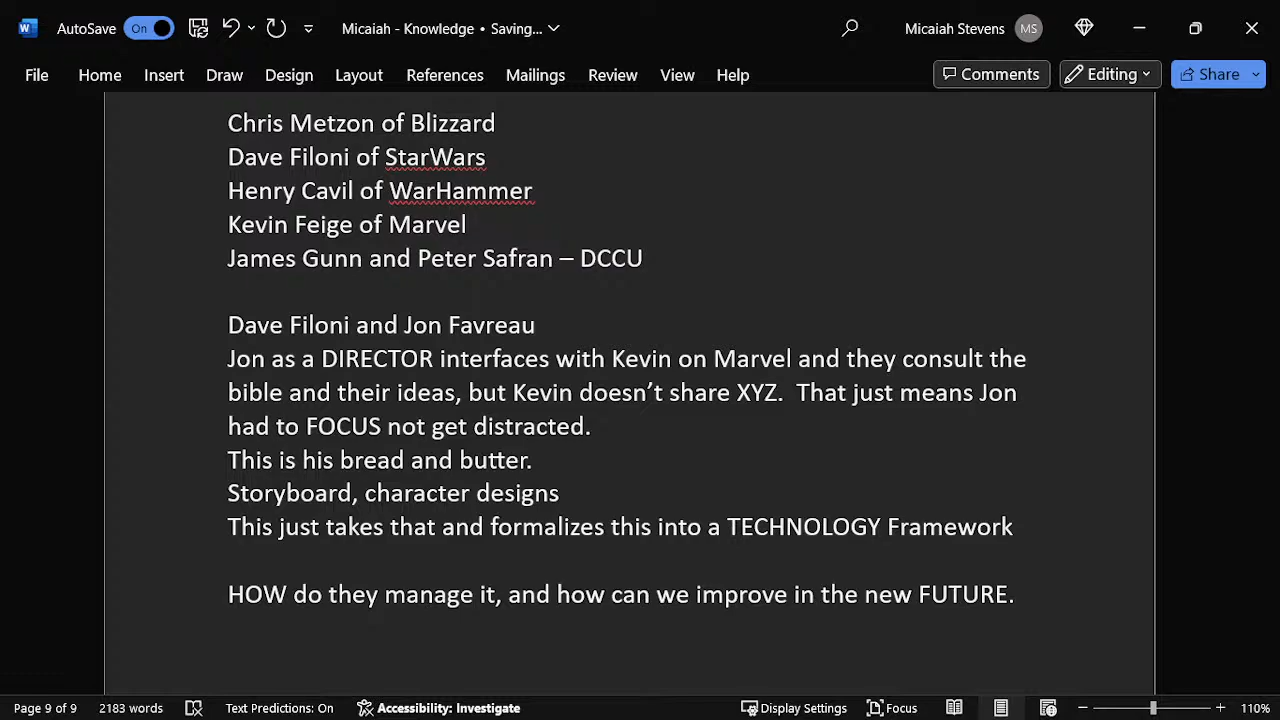 AutoSave On Micaiah - Knowledge • Saving... Micaiah Stevens MS
File Home Insert Draw Design Layout References Mailings Review View Help Comments Editing Share
Chris Metzon of Blizzard
Dave Filoni of StarWars
Henry Cavil of WarHammer
Kevin Feige of Marvel
James Gunn and Peter Safran – DCCU
Dave Filoni and Jon Favreau
Jon as a DIRECTOR interfaces with Kevin on Marvel and they consult the
bible and their ideas, but Kevin doesn’t share XYZ.  That just means Jon
had to FOCUS not get distracted.
This is his bread and butter.
Storyboard, character designs
This just takes that and formalizes this into a TECHNOLOGY Framework
HOW do they manage it, and how can we improve in the new FUTURE.
Page 9 of 9 2183 words Text Predictions: On Accessibility: Investigate Display Settings Focus 110%